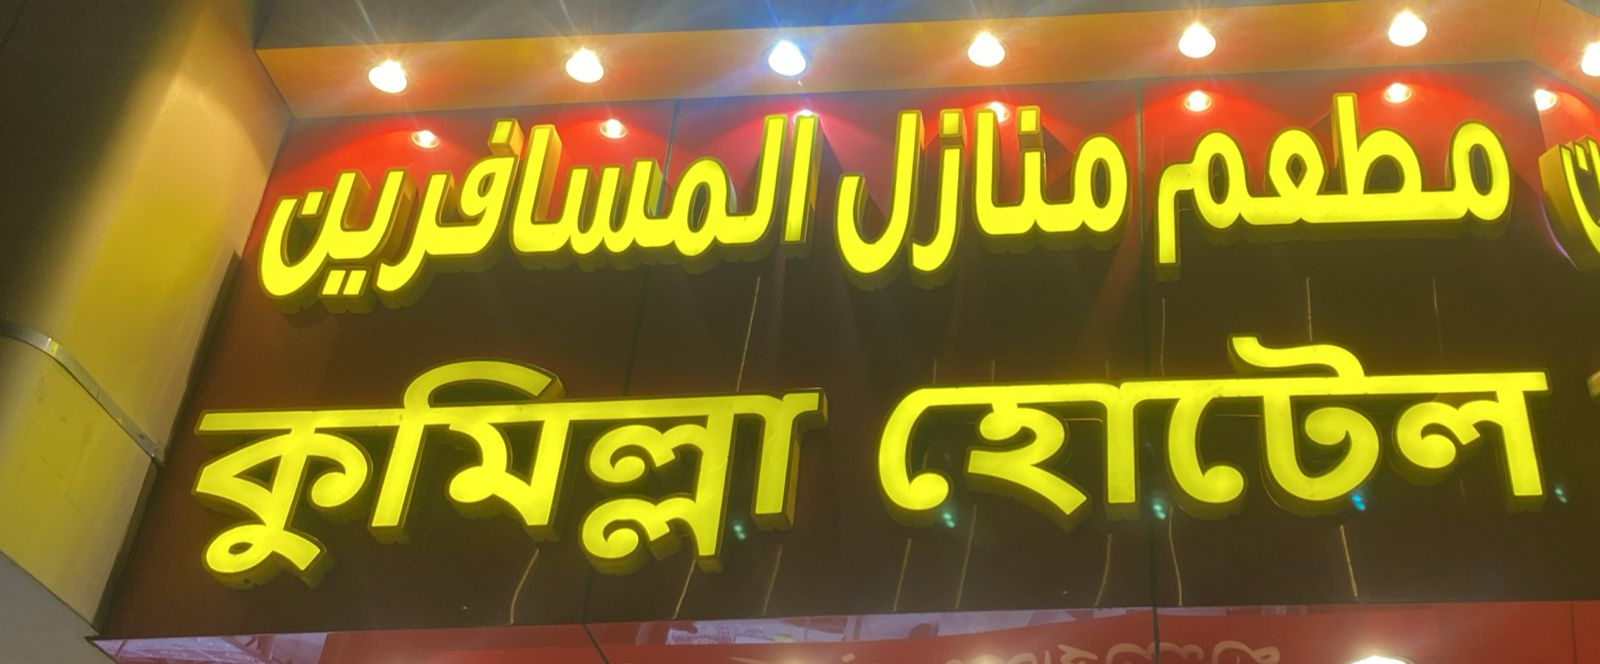 مطعم منازل المسافرين
কুমিল্লা হোটেল